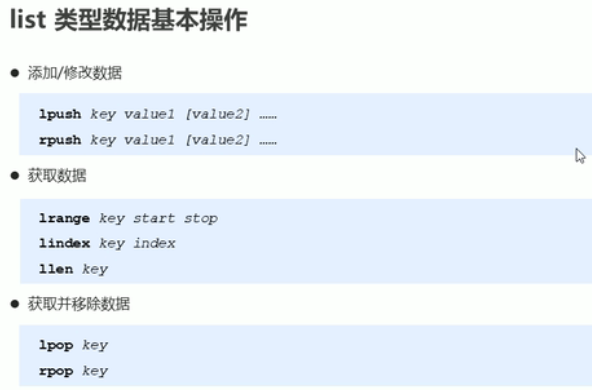 list 类型数据基本操作
● 添加/修改数据
lpush key value1 [value2] ……
rpush key value1 [value2] ……
● 获取数据
lrange key start stop
lindex key index
llen key
● 获取并移除数据
lpop key
rpop key